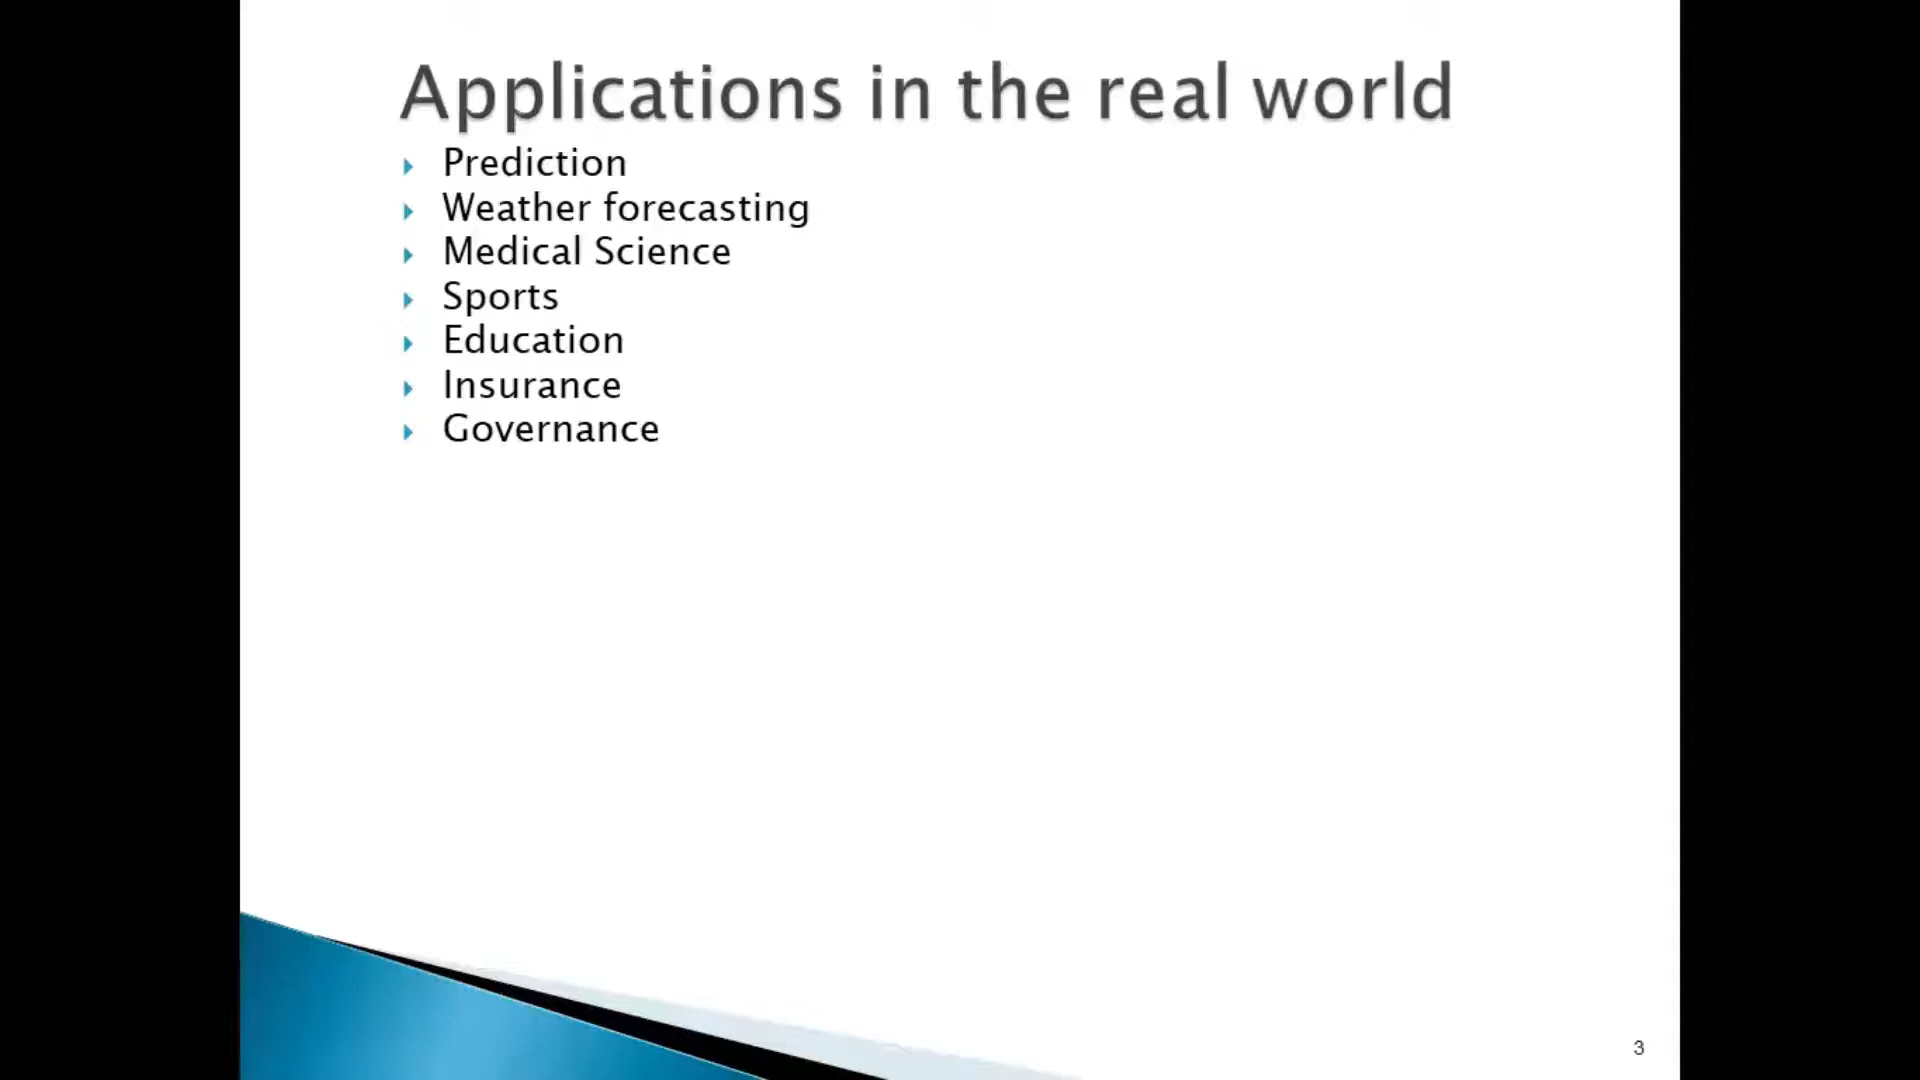 Applications in the real world
Prediction
Weather forecasting
Medical Science
Sports
Education
Insurance
Governance
3